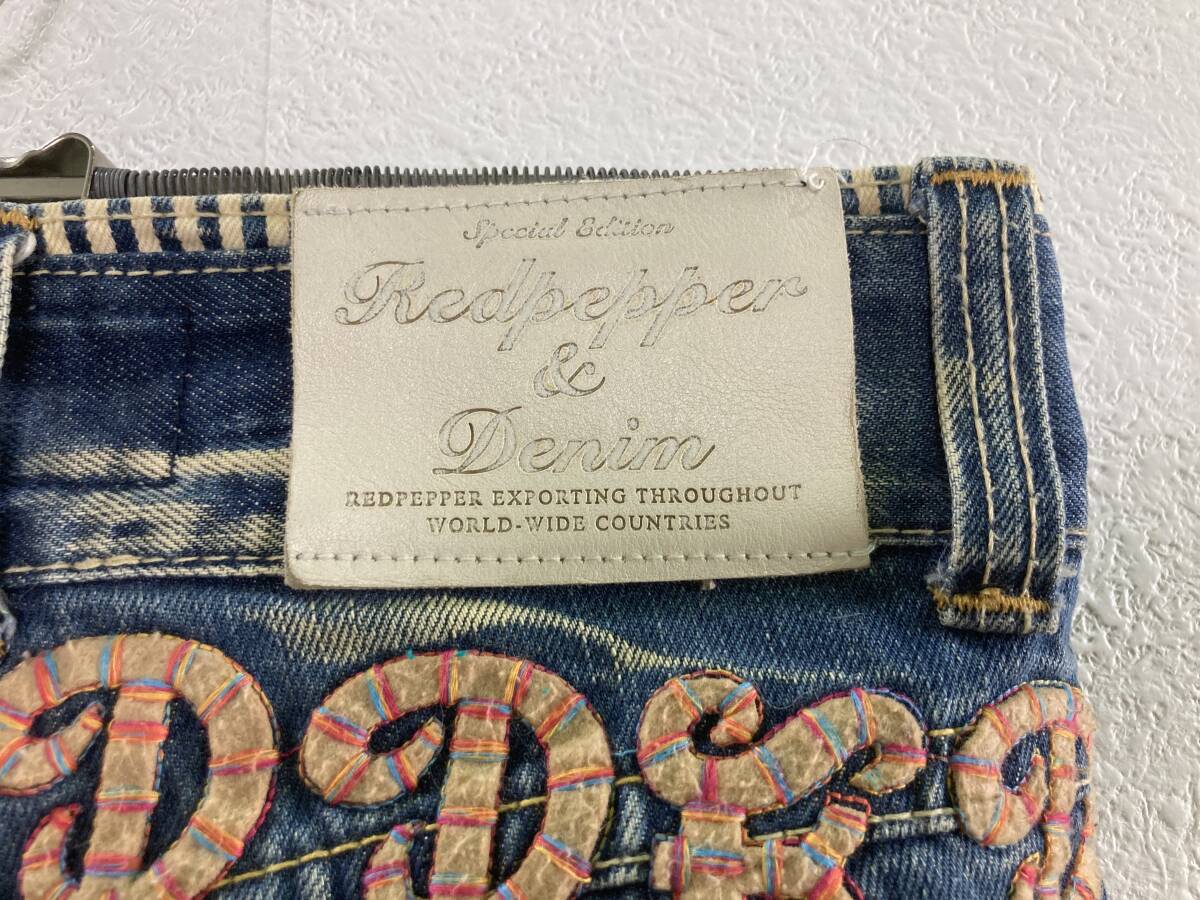 Special Edition
Redpepper
&
Denim
REDPEPPER EXPORTING THROUGHOUT
WORLD-WIDE COUNTRIES